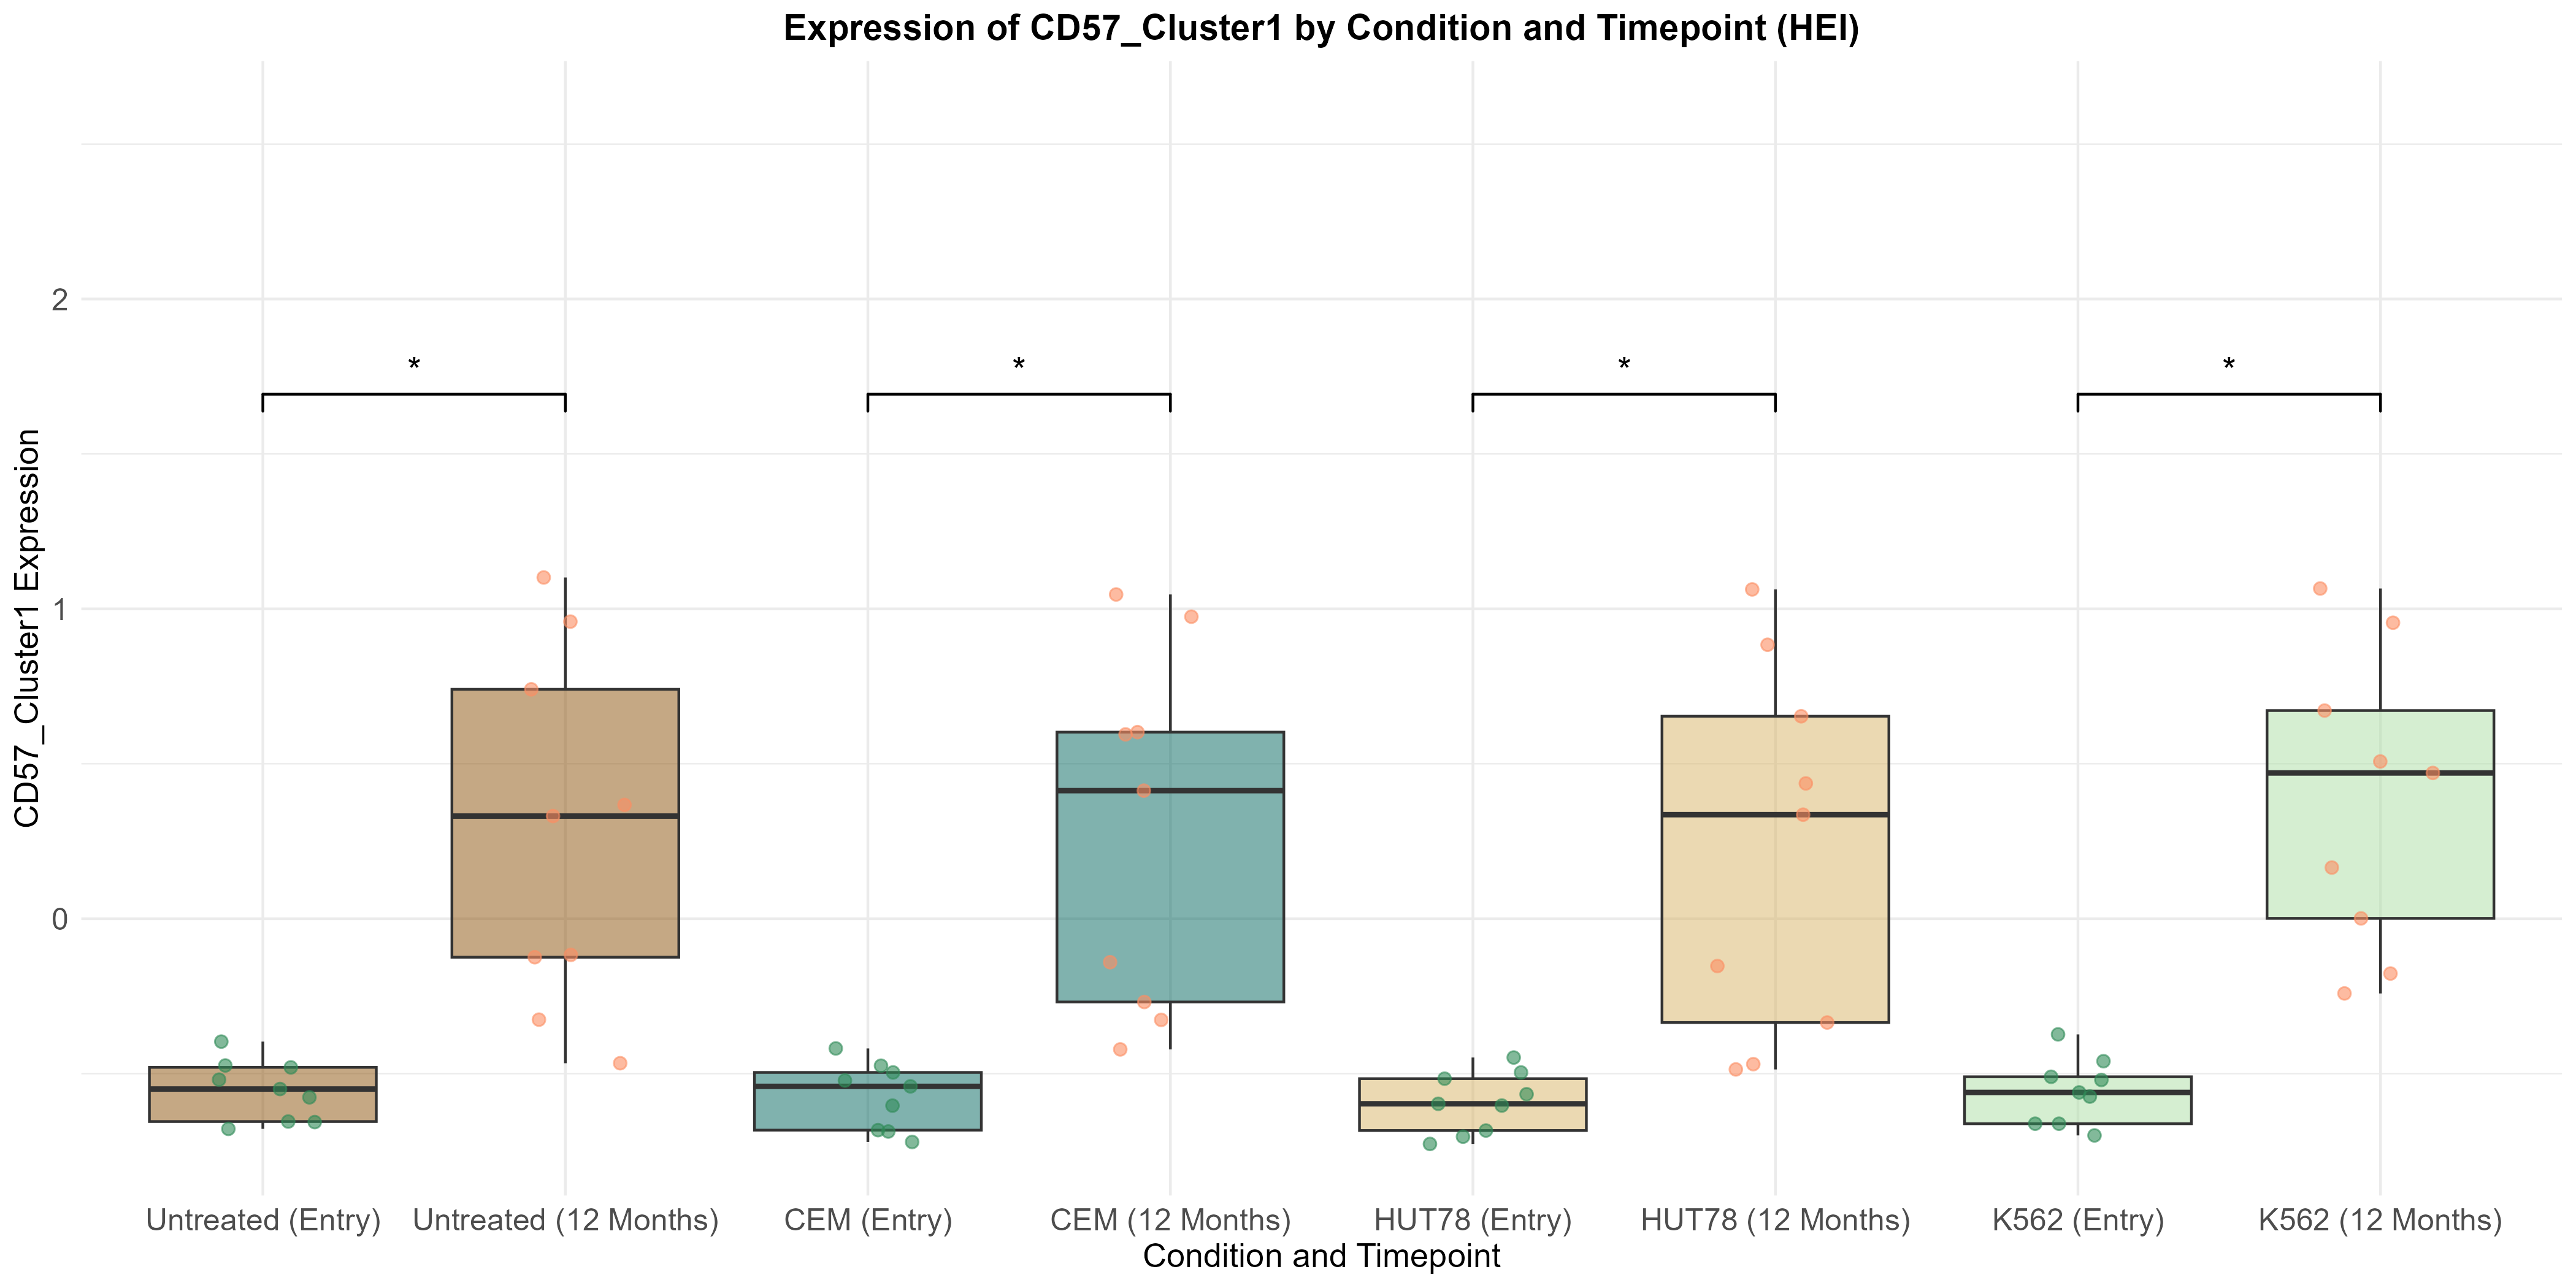 Expression of CD57_Cluster1 by Condition and Timepoint (HEI)
CD57_Cluster1 Expression
2
1
0
*
*
*
*
Untreated (Entry)
Untreated (12 Months)
CEM (Entry)
CEM (12 Months)
HUT78 (Entry)
HUT78 (12 Months)
K562 (Entry)
K562 (12 Months)
Condition and Timepoint